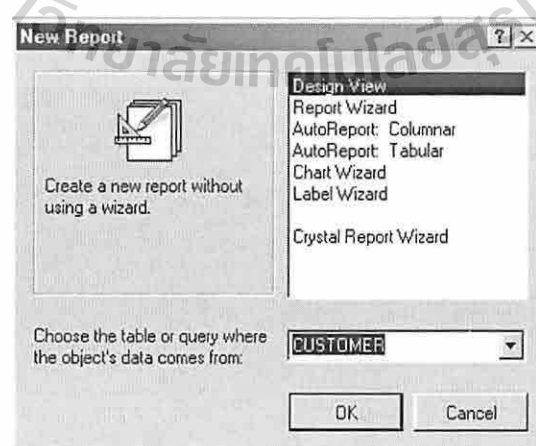 New Report
Design View
Report Wizard
AutoReport: Columnar
AutoReport: Tabular
Chart Wizard
Label Wizard
Crystal Report Wizard
Create a new report without
using a wizard.
Choose the table or query where
the object's data comes from:
CUSTOMER
OK
Cancel